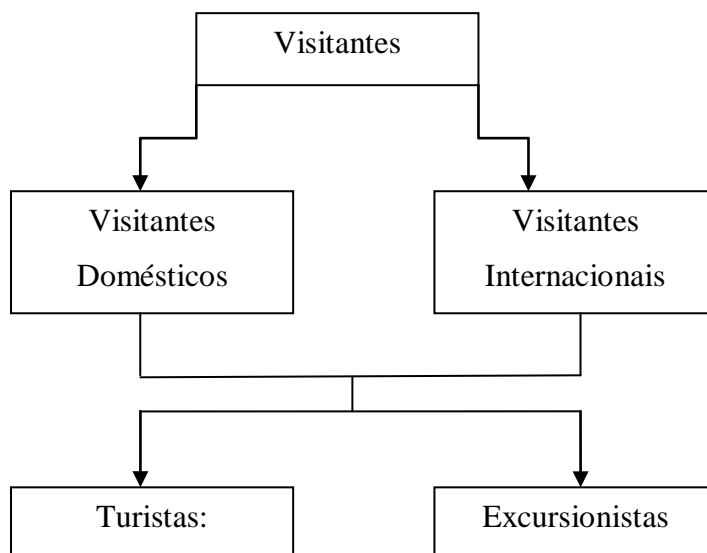 Visitantes
Visitantes
Domésticos
Visitantes
Internacionais
Turistas:
Excursionistas